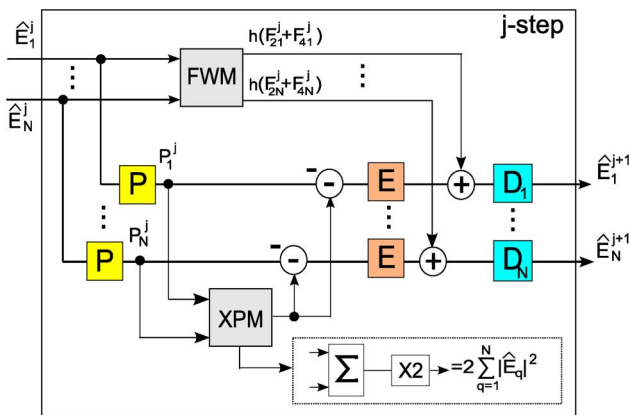 j-step
Ê₁ʲ
h(F₂₁ʲ+F₄₁ʲ)
FWM
Ê_Nʲ
h(F₂Nʲ+F₄Nʲ)
P₁ʲ
P
-
-
E
+
D₁
Ê₁ʲ⁺¹
P_Nʲ
P
-
-
E
+
D_N
Ê_Nʲ⁺¹
XPM
Σ
X2
=2 Σ_{q=1}^{N} |Ê_q|²